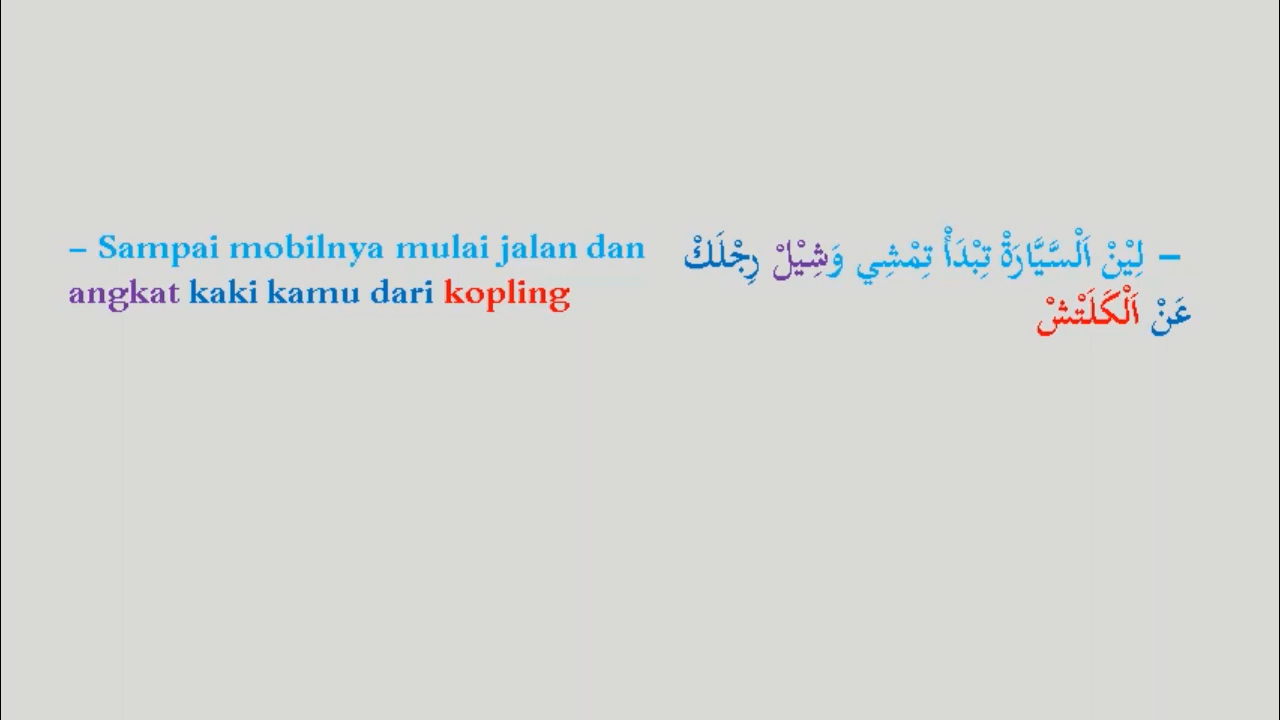 – Sampai mobilnya mulai jalan dan
angkat kaki kamu dari kopling
– لِيْنْ اَلْسَّيَّارَةْ تِبْدَأْ تِمْشِي وَشِيْلْ رِجْلَكْ
عَنْ اَلْكَلَتْشْ